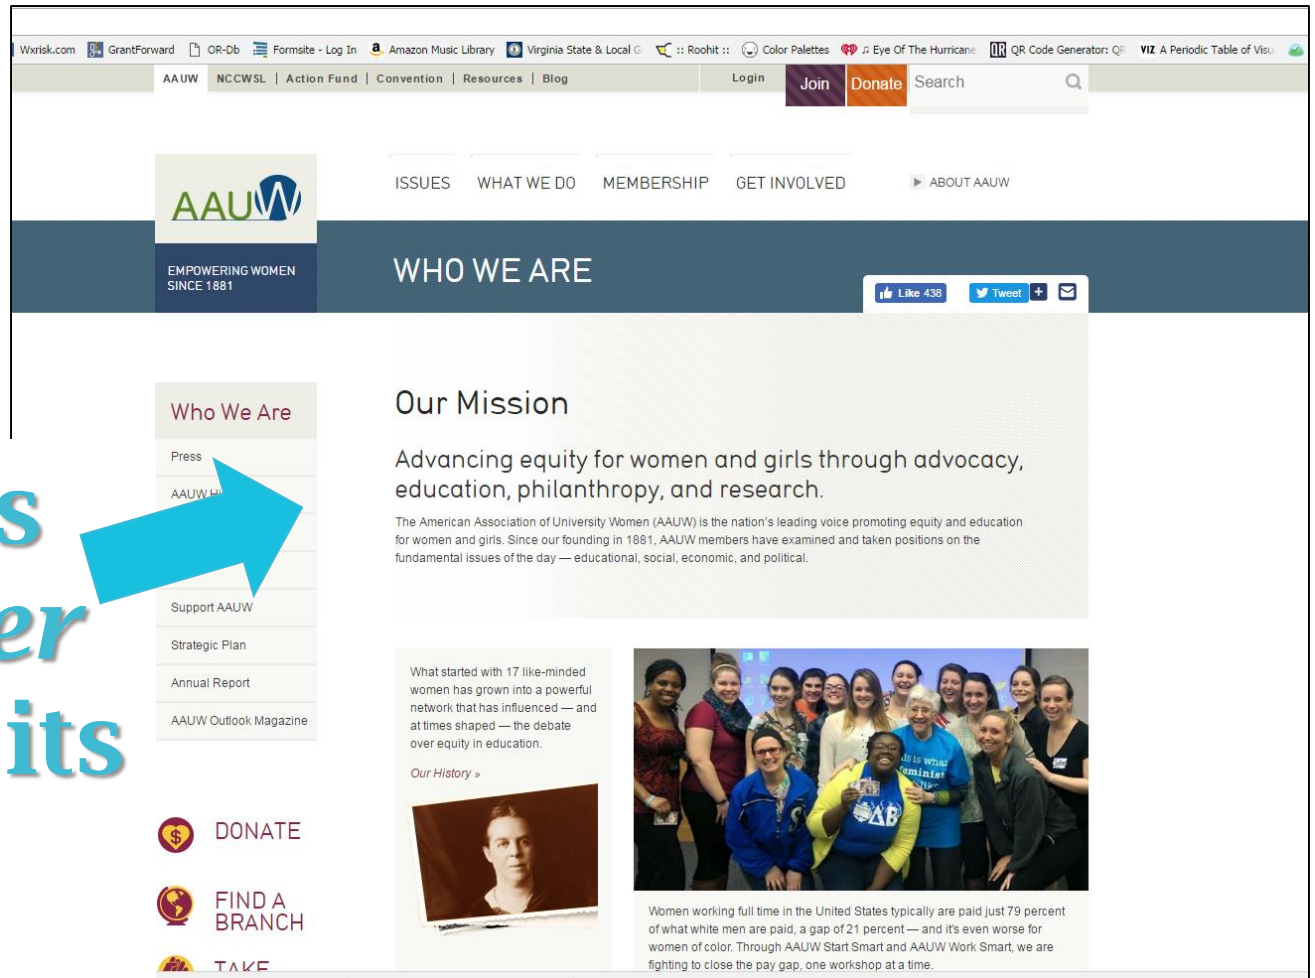 Wxrisk.com GrantForward OR-Db Formsite - Log In Amazon Music Library Virginia State & Local G :: Roohit :: Color Palettes Eye Of The Hurricane QR Code Generator: QR A Periodic Table of Visu
AAUW NCCWSL | Action Fund | Convention | Resources | Blog Login Join Donate Search
ISSUES WHAT WE DO MEMBERSHIP GET INVOLVED ABOUT AAUW
AAUW
EMPOWERING WOMEN
SINCE 1881
WHO WE ARE
Like 438 Tweet
Who We Are
Press
AAUW
Support AAUW
Strategic Plan
Annual Report
AAUW Outlook Magazine
s
er
its
Our Mission
Advancing equity for women and girls through advocacy,
education, philanthropy, and research.
The American Association of University Women (AAUW) is the nation's leading voice promoting equity and education
for women and girls. Since our founding in 1881, AAUW members have examined and taken positions on the
fundamental issues of the day — educational, social, economic, and political.
What started with 17 like-minded
women has grown into a powerful
network that has influenced — and
at times shaped — the debate
over equity in education.
Our History »
this is what
feminist
like
ΦΔΒ
Women working full time in the United States typically are paid just 79 percent
of what white men are paid, a gap of 21 percent — and it's even worse for
women of color. Through AAUW Start Smart and AAUW Work Smart, we are
fighting to close the pay gap, one workshop at a time.
DONATE
FIND A
BRANCH
TAKE